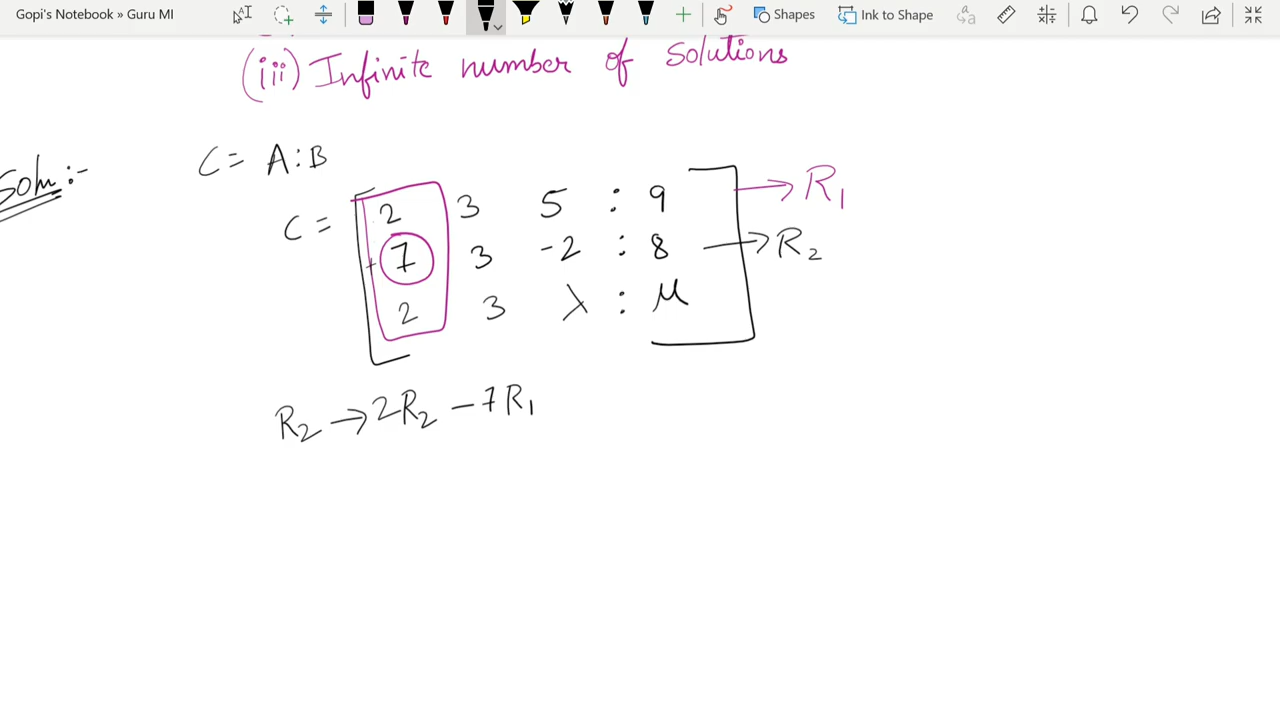 Gopi's Notebook » Guru MI
Shapes
Ink to Shape
(iii) Infinite number of Solutions
Soln :-
C = A : B
C = 2 3 5 : 9 → R1
7 3 -2 : 8 → R2
2 3 λ : μ
R2 → 2R2 - 7R1